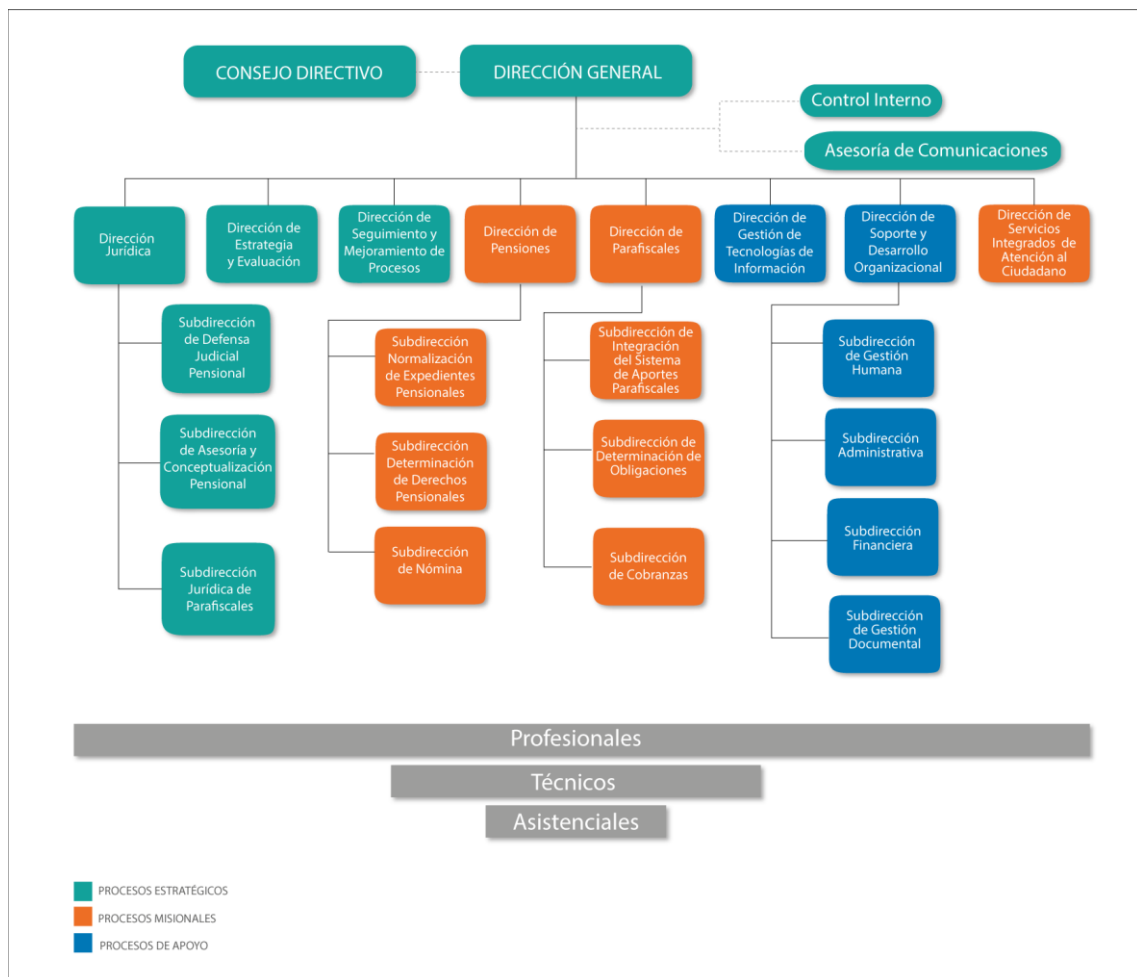 CONSEJO DIRECTIVO
DIRECCIÓN GENERAL
Control Interno
Asesoría de Comunicaciones
Dirección
Jurídica
Dirección de
Estrategia
y Evaluación
Dirección de
Seguimiento y
Mejoramiento de
Procesos
Dirección de
Pensiones
Dirección de
Parafiscales
Dirección de
Gestión de
Tecnologías de
Información
Dirección de
Soporte y
Desarrollo
Organizacional
Dirección de
Servicios
Integrados de
Atención al
Ciudadano
Subdirección
de Defensa
Judicial
Pensional
Subdirección
de Asesoría y
Conceptualización
Pensional
Subdirección
Jurídica de
Parafiscales
Subdirección
Normalización
de Expedientes
Pensionales
Subdirección
Determinación
de Derechos
Pensionales
Subdirección
de Nómina
Subdirección de
Integración
del Sistema
de Aportes
Parafiscales
Subdirección de
Determinación de
Obligaciones
Subdirección
de Cobranzas
Subdirección
de Gestión
Humana
Subdirección
Administrativa
Subdirección
Financiera
Subdirección
de Gestión
Documental
Profesionales
Técnicos
Asistenciales
PROCESOS ESTRATÉGICOS
PROCESOS MISIONALES
PROCESOS DE APOYO